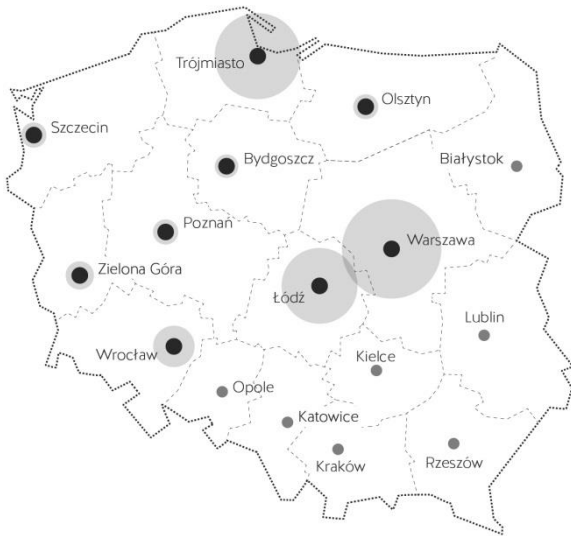 Trójmiasto
Olsztyn
Szczecin
Bydgoszcz
Białystok
Poznań
Warszawa
Zielona Góra
Łódź
Lublin
Wrocław
Kielce
Opole
Katowice
Kraków
Rzeszów